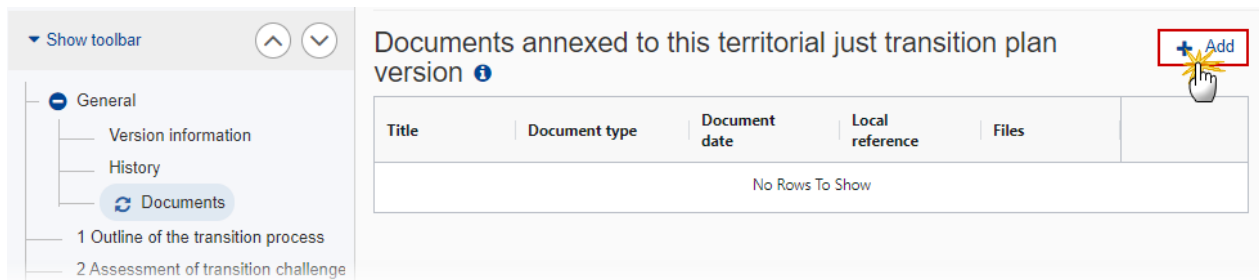 Show toolbar
General
Version information
History
Documents
1 Outline of the transition process
2 Assessment of transition challenge
Documents annexed to this territorial just transition plan
version
Add
Title
Document type
Document
date
Local
reference
Files
No Rows To Show